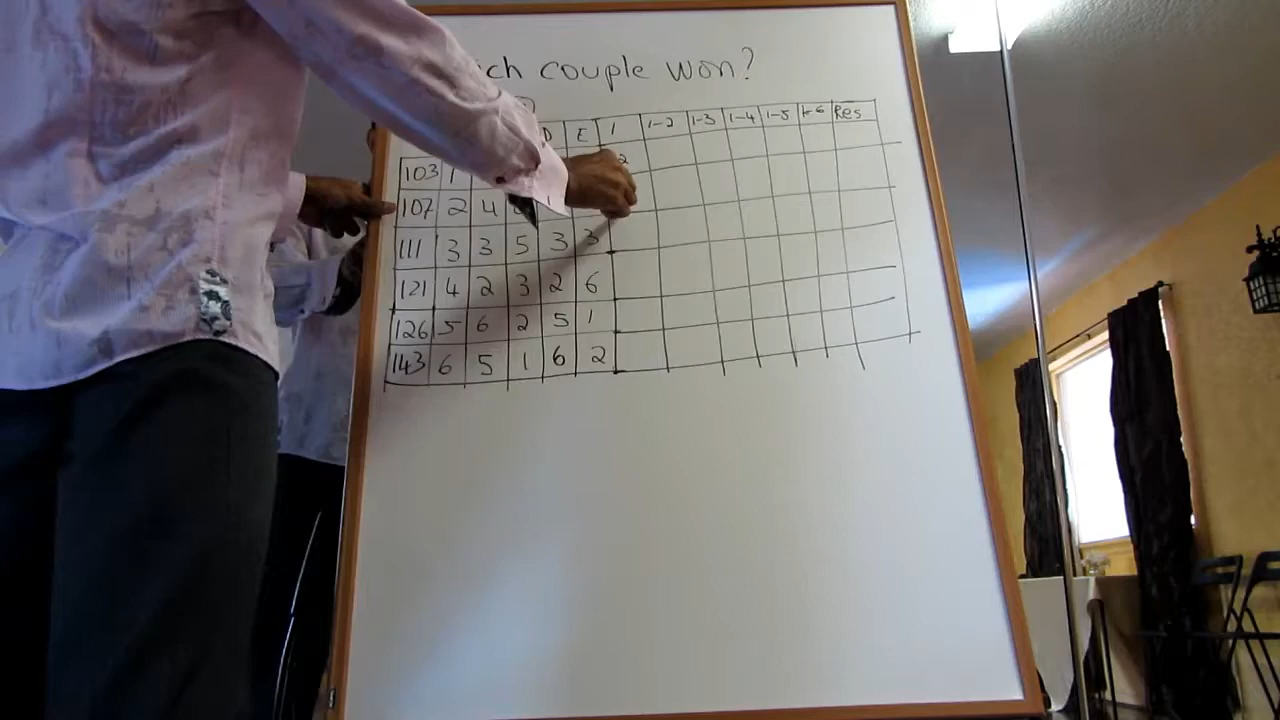 couple won?
D E 1 1-2 1-3 1-4 1-5 1-6 Res
103 1 2
107 2 4 1
111 3 3 5 3 3
121 4 2 3 2 6
126 5 6 2 5 1
143 6 5 1 6 2